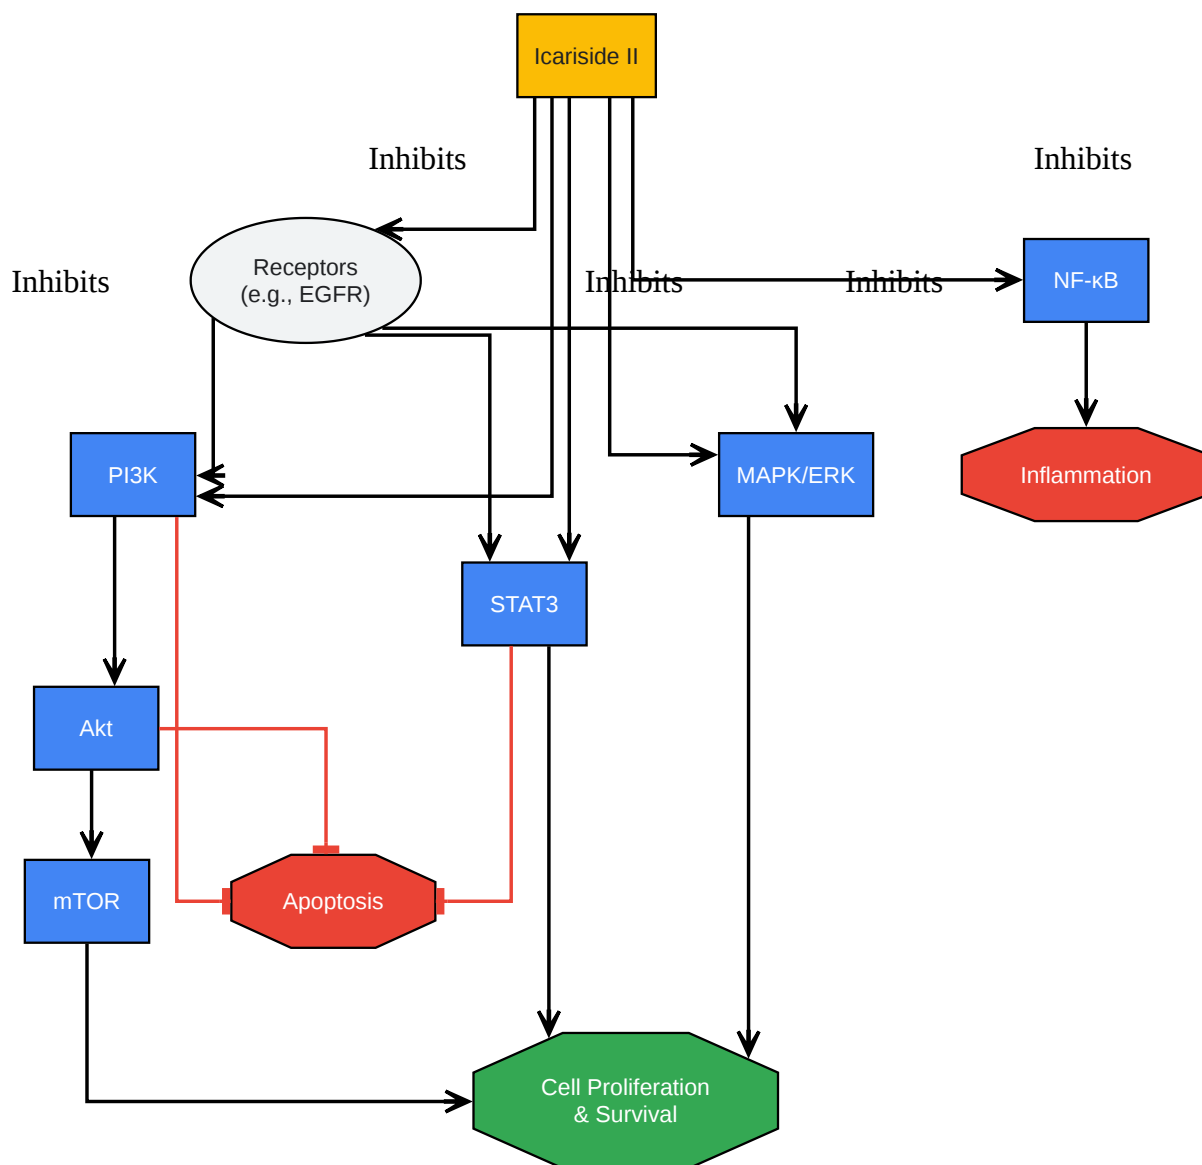 Icariside II
Inhibits
Inhibits
Receptors
(e.g., EGFR)
Inhibits
Inhibits
Inhibits
NF-κB
PI3K
MAPK/ERK
Inflammation
STAT3
Akt
mTOR
Apoptosis
Cell Proliferation
& Survival